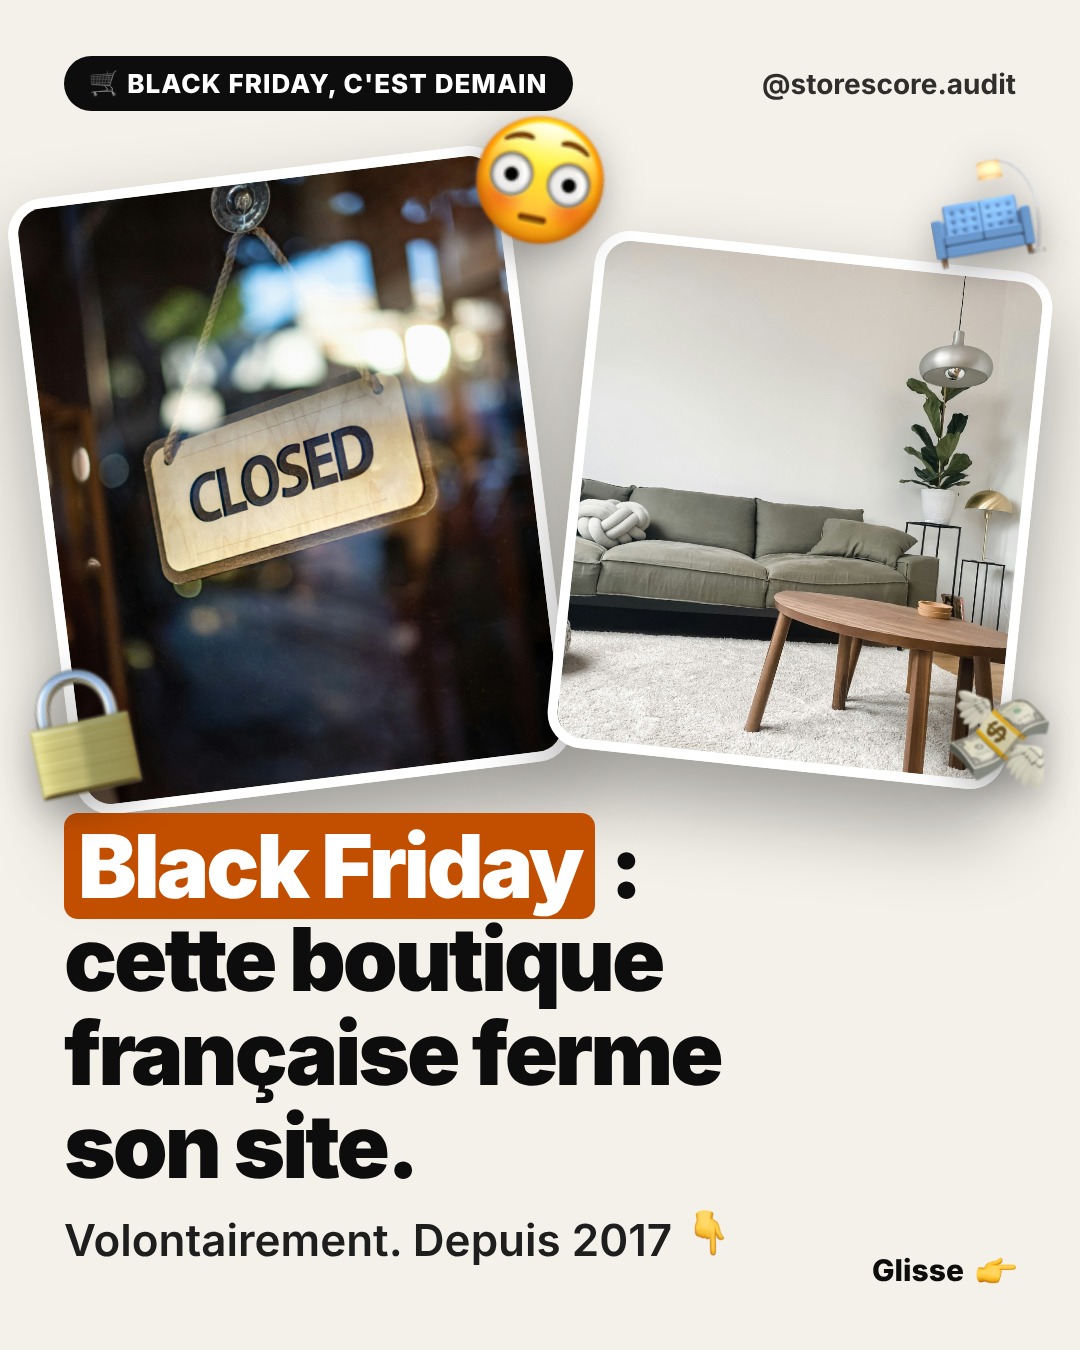 🛒 BLACK FRIDAY, C'EST DEMAIN
@storescore.audit
CLOSED
Black Friday :
cette boutique
française ferme
son site.
Volontairement. Depuis 2017 👇
Glisse 👉